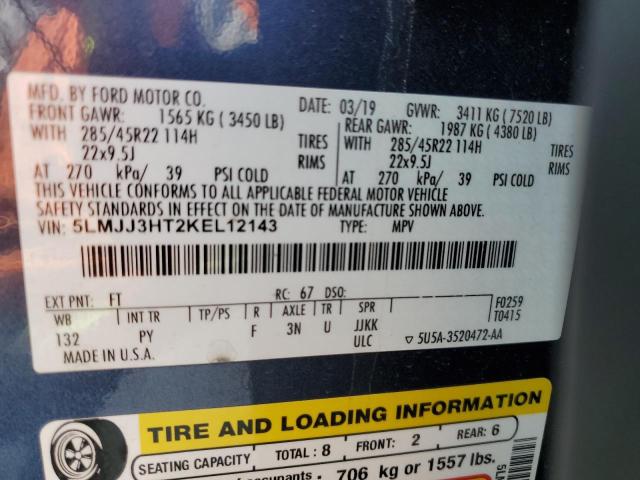 MFD. BY FORD MOTOR CO.
DATE: 03/19 GVWR: 3411 KG ( 7520 LB)
FRONT GAWR: 1565 KG ( 3450 LB) REAR GAWR: 1987 KG ( 4380 LB)
WITH 285/45R22 114H TIRES WITH 285/45R22 114H TIRES
22x9.5J RIMS 22x9.5J RIMS
AT 270 kPa/ 39 PSI COLD AT 270 kPa/ 39 PSI COLD
THIS VEHICLE CONFORMS TO ALL APPLICABLE FEDERAL MOTOR VEHICLE
SAFETY STANDARDS IN EFFECT ON THE DATE OF MANUFACTURE SHOWN ABOVE.
VIN: 5LMJJ3HT2KEL12143 TYPE: MPV
EXT PNT: FT RC: 67 DSO: F0259
WB INT TR TP/PS R AXLE TR SPR T0415
132 PY F 3N U JJKK
ULC ▽ 5U5A-3520472-AA
MADE IN U.S.A.
TIRE AND LOADING INFORMATION
SEATING CAPACITY TOTAL : 8 FRONT: 2 REAR: 6
706 kg or 1557 lbs.